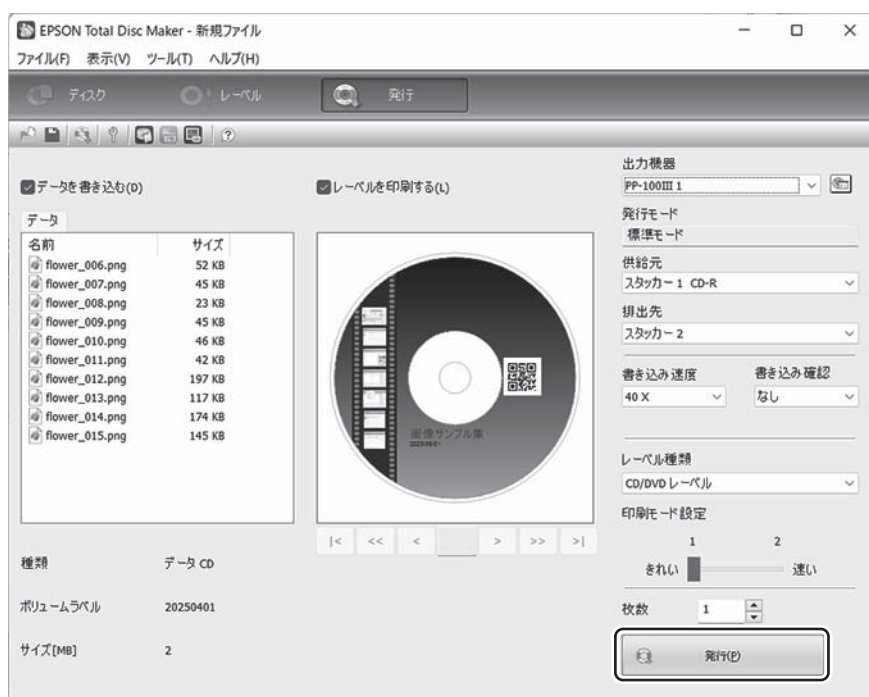 EPSON Total Disc Maker - 新規ファイル
ファイル(F) 表示(V) ツール(T) ヘルプ(H)
ディスク レーベル 発行
データを書き込む(D)
データ
名前 サイズ
flower_006.png 52 KB
flower_007.png 45 KB
flower_008.png 23 KB
flower_009.png 45 KB
flower_010.png 46 KB
flower_011.png 42 KB
flower_012.png 197 KB
flower_013.png 117 KB
flower_014.png 174 KB
flower_015.png 145 KB
種類 データ CD
ボリュームラベル 20250401
サイズ[MB] 2
レーベルを印刷する(L)
画像サンプル集
|< << < > >> >|
出力機器
PP-100III 1
発行モード
標準モード
供給元
スタッカー 1 CD-R
排出先
スタッカー 2
書き込み速度 書き込み確認
40 X なし
レーベル種類
CD/DVD レーベル
印刷モード設定
1 2
きれい 速い
枚数 1
発行(P)